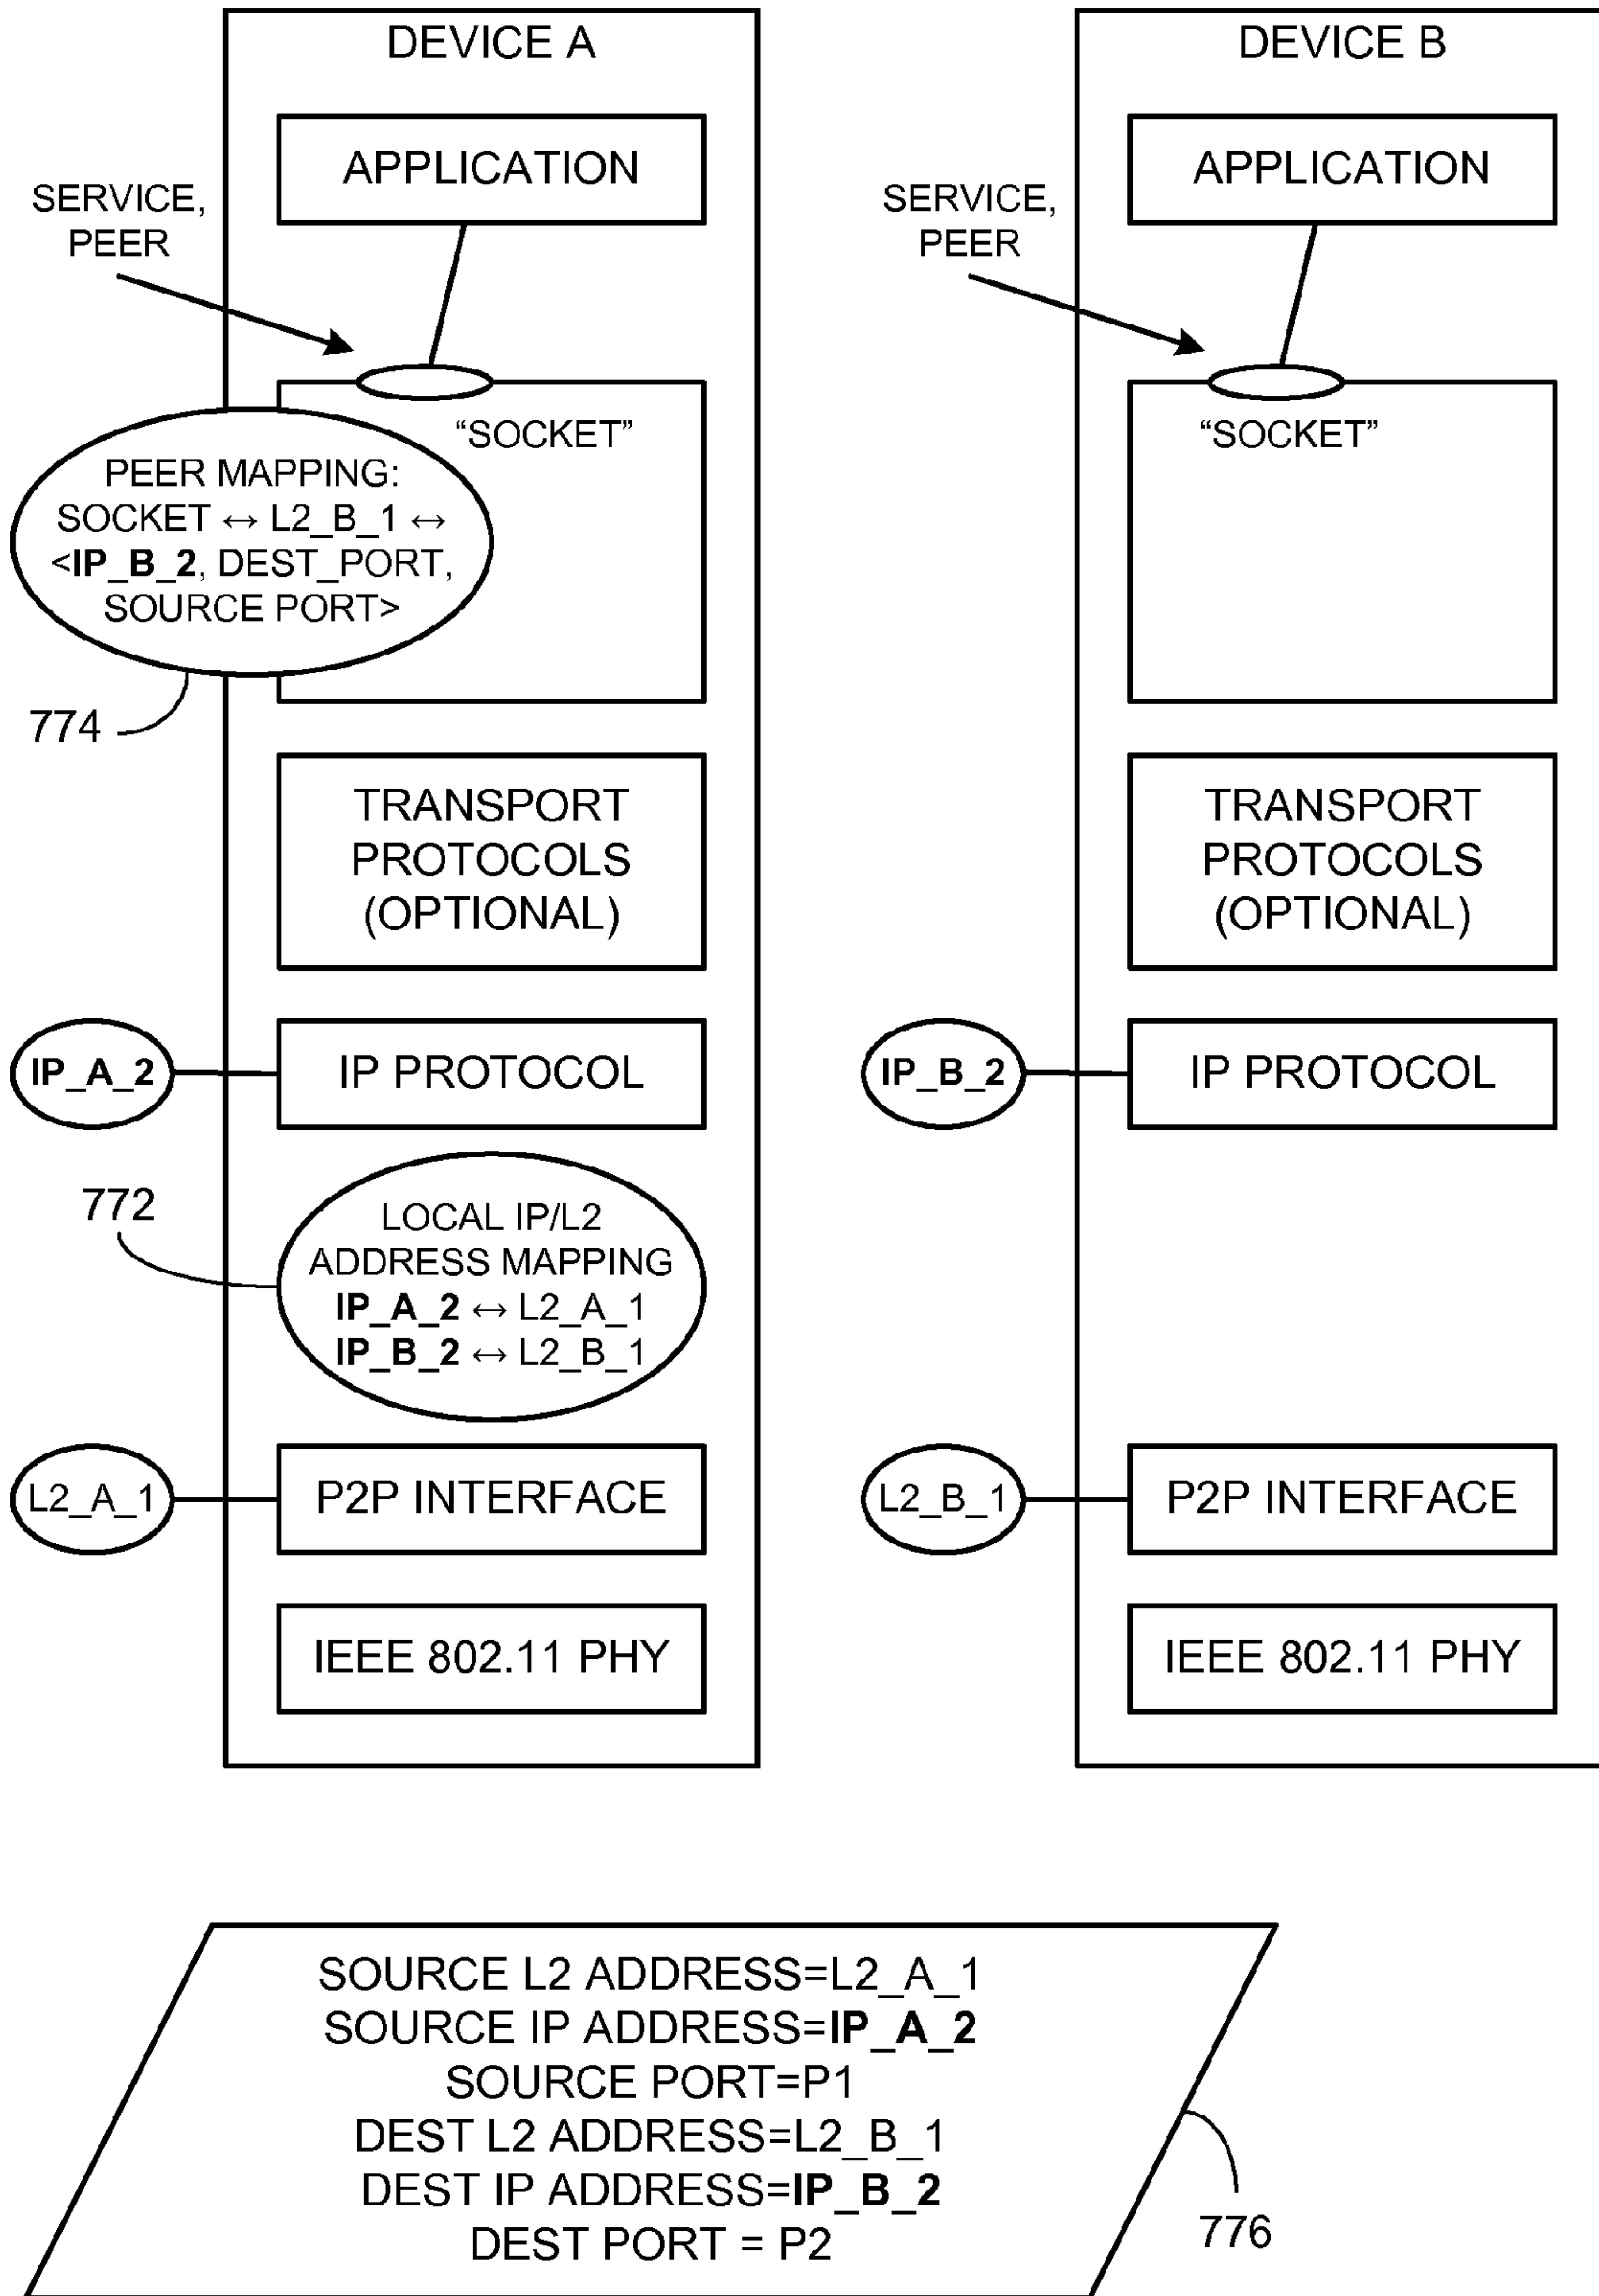 DEVICE A
APPLICATION
SERVICE,
PEER
“SOCKET”
PEER MAPPING:
SOCKET ↔ L2_B_1 ↔
<IP_B_2, DEST_PORT,
SOURCE PORT>
774
TRANSPORT
PROTOCOLS
(OPTIONAL)
IP_A_2
IP PROTOCOL
772
LOCAL IP/L2
ADDRESS MAPPING
IP_A_2 ↔ L2_A_1
IP_B_2 ↔ L2_B_1
L2_A_1
P2P INTERFACE
IEEE 802.11 PHY
DEVICE B
APPLICATION
SERVICE,
PEER
“SOCKET”
TRANSPORT
PROTOCOLS
(OPTIONAL)
IP_B_2
IP PROTOCOL
L2_B_1
P2P INTERFACE
IEEE 802.11 PHY
SOURCE L2 ADDRESS=L2_A_1
SOURCE IP ADDRESS=IP_A_2
SOURCE PORT=P1
DEST L2 ADDRESS=L2_B_1
DEST IP ADDRESS=IP_B_2
DEST PORT = P2
776